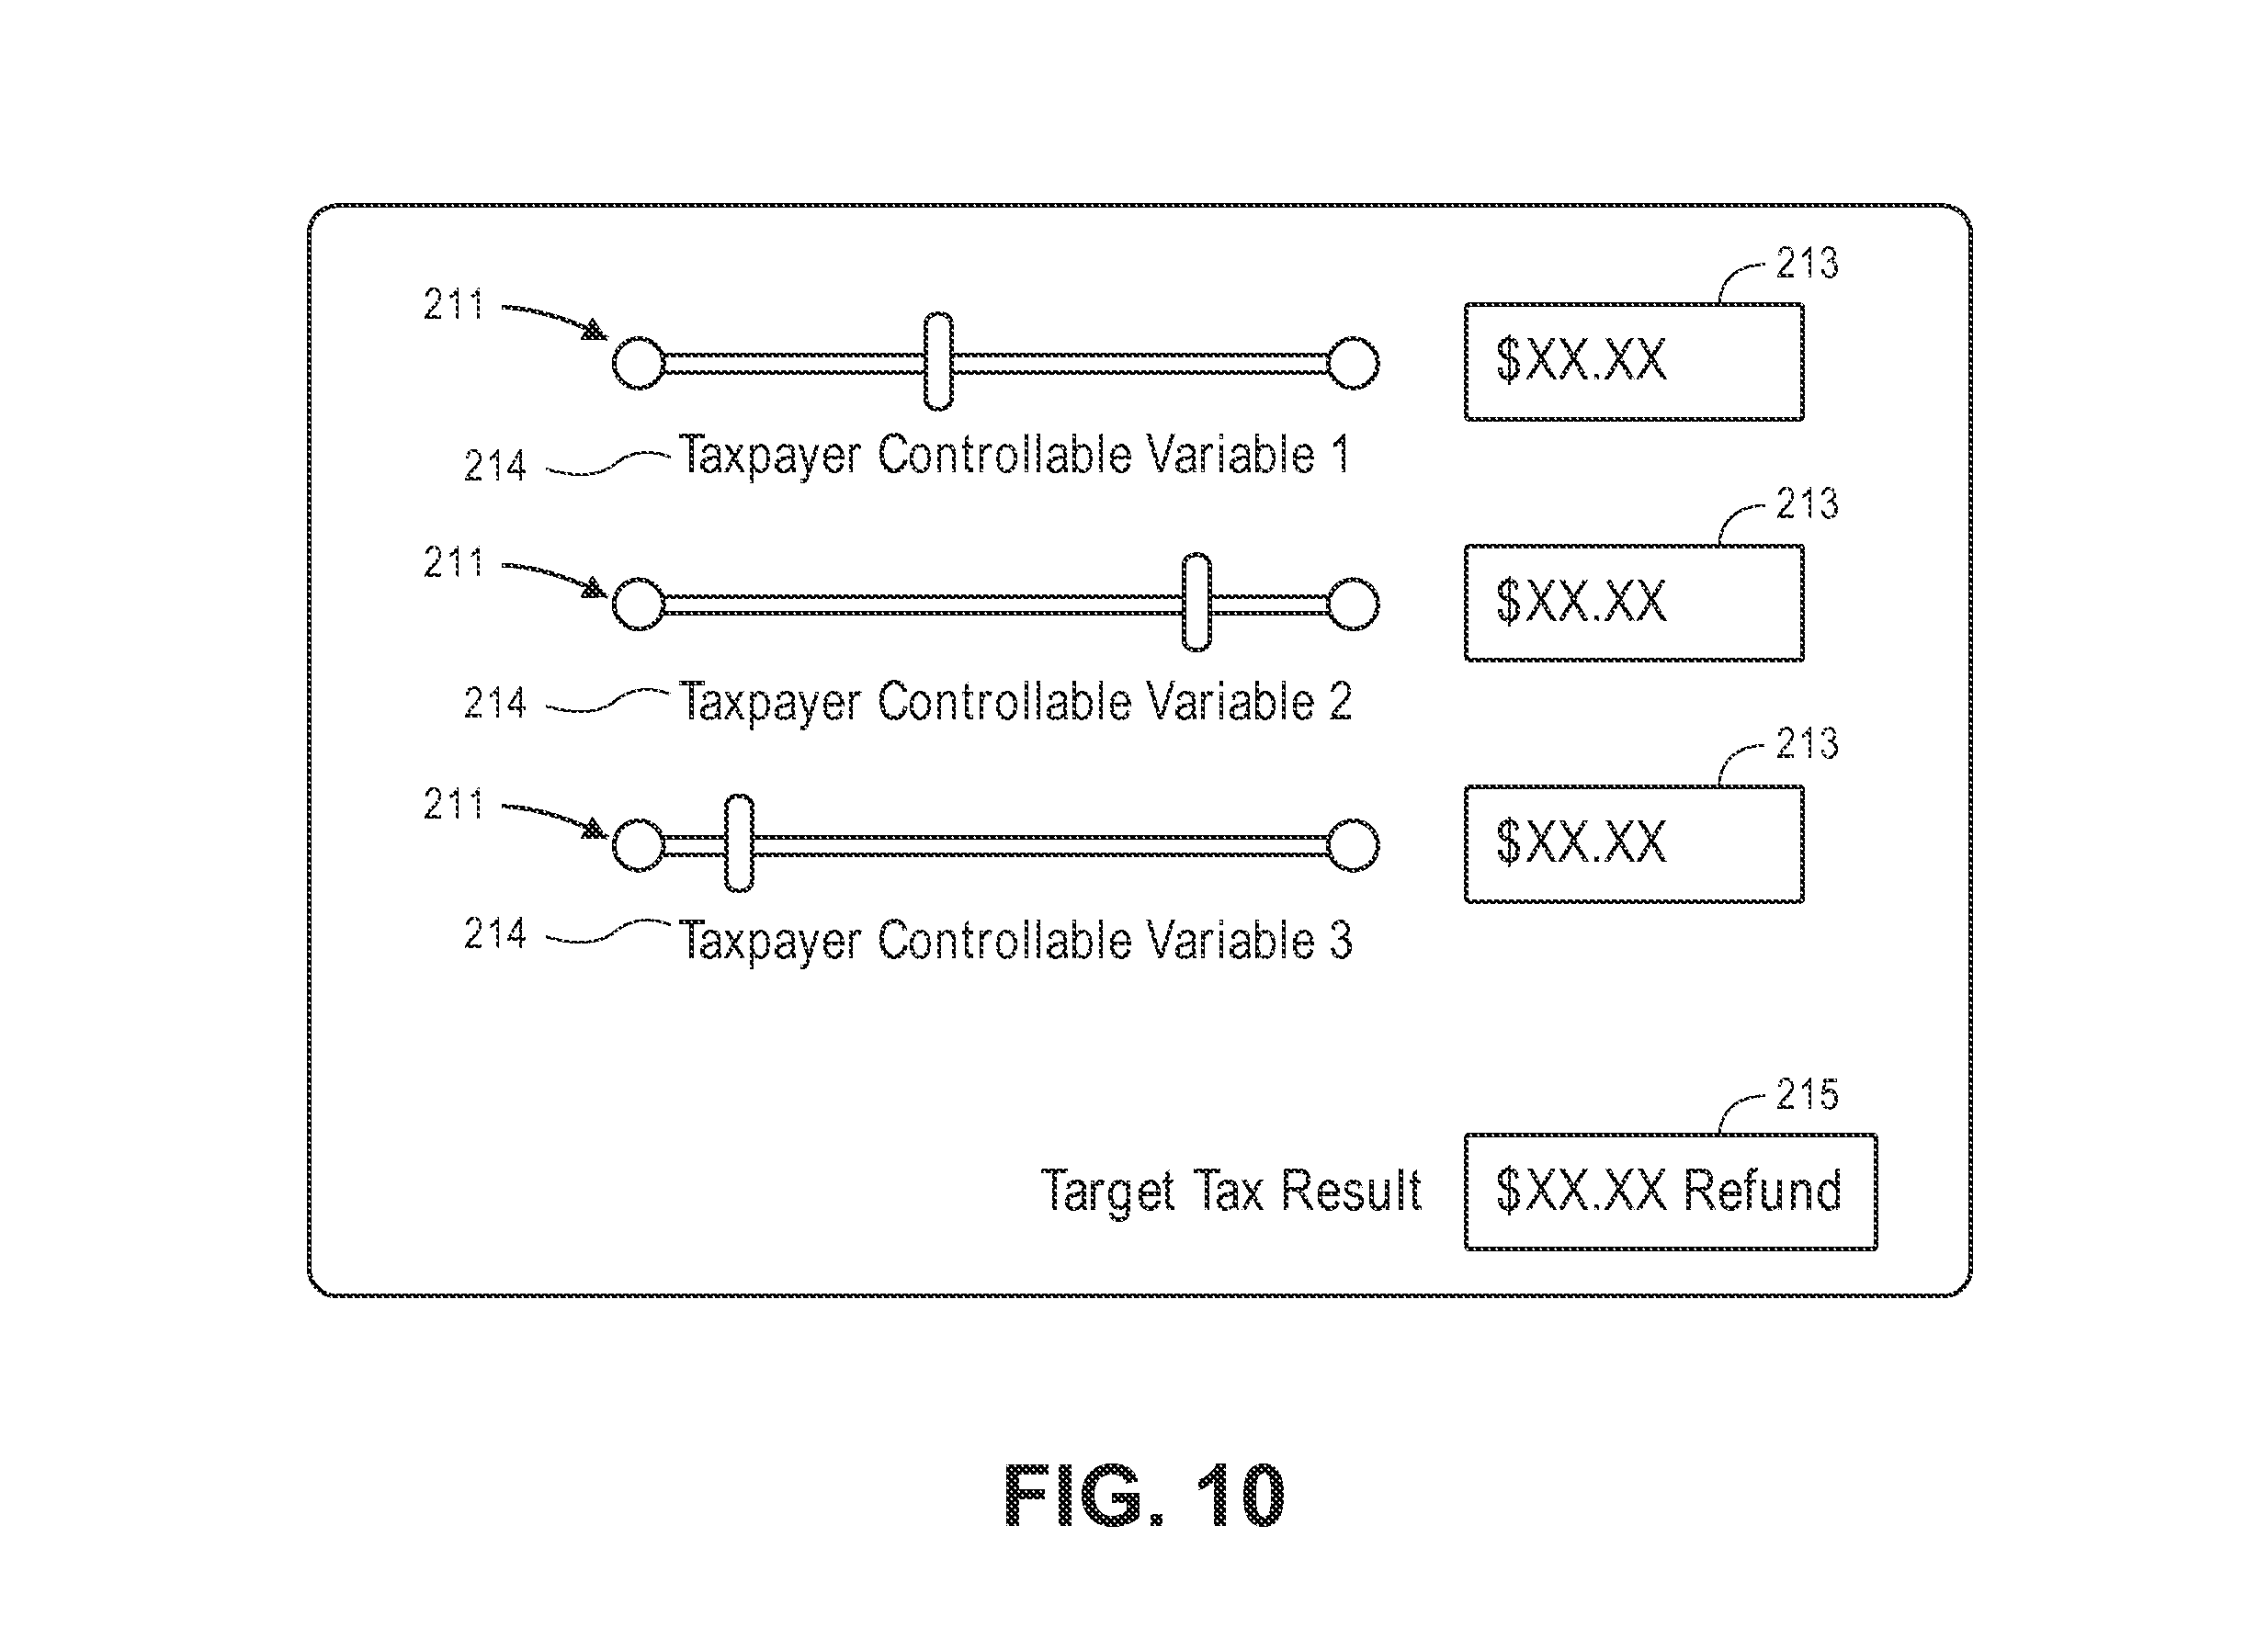 213
211
$XX.XX
214 Taxpayer Controllable Variable 1
213
211
$XX.XX
214 Taxpayer Controllable Variable 2
213
211
$XX.XX
214 Taxpayer Controllable Variable 3
215
Target Tax Result $XX.XX Refund
FIG. 10